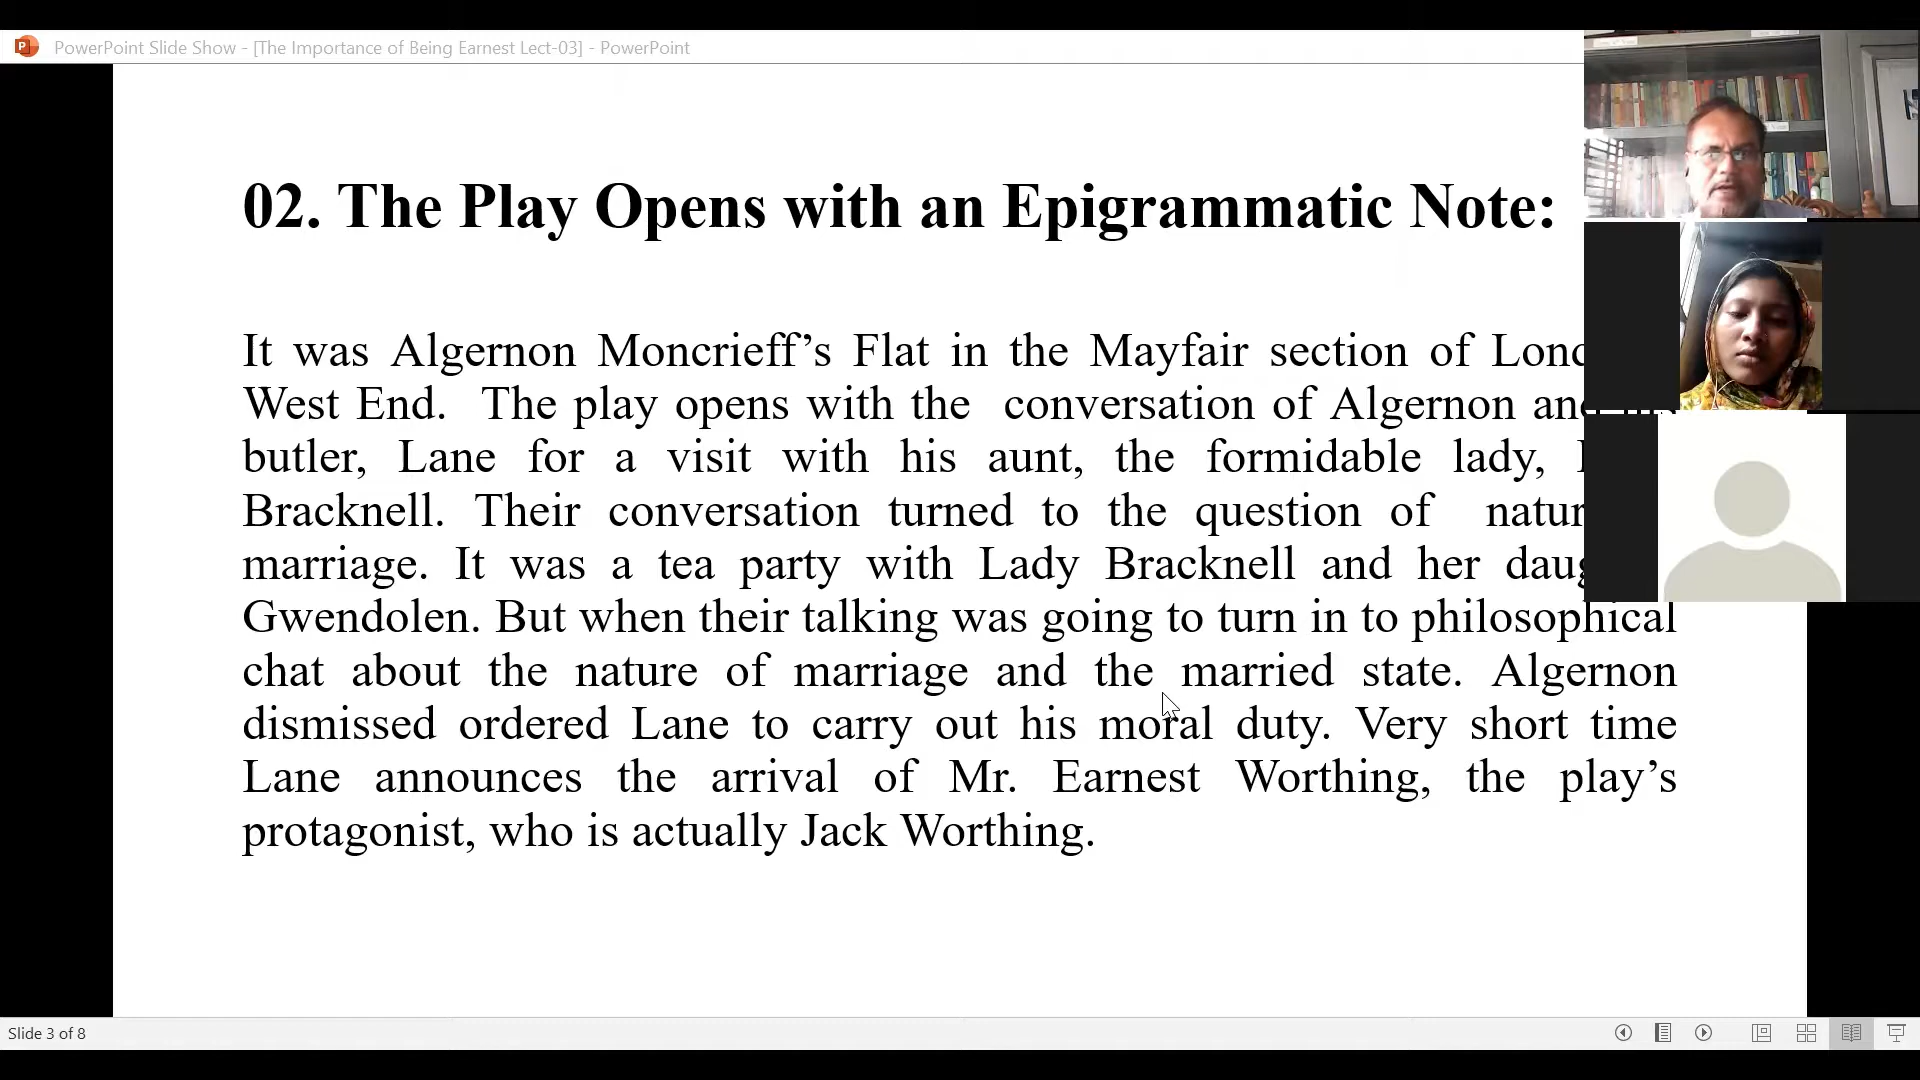 PowerPoint Slide Show - [The Importance of Being Earnest Lect-03] - PowerPoint
02. The Play Opens with an Epigrammatic Note:
It was Algernon Moncrieff’s Flat in the Mayfair section of
West End. The play opens with the conversation of Algernon
butler, Lane for a visit with his aunt, the formidable lady,
Bracknell. Their conversation turned to the question of
marriage. It was a tea party with Lady Bracknell and her
Gwendolen. But when their talking was going to turn in to philosophical
chat about the nature of marriage and the married state. Algernon
dismissed ordered Lane to carry out his moral duty. Very short time
Lane announces the arrival of Mr. Earnest Worthing, the play’s
protagonist, who is actually Jack Worthing.
Slide 3 of 8